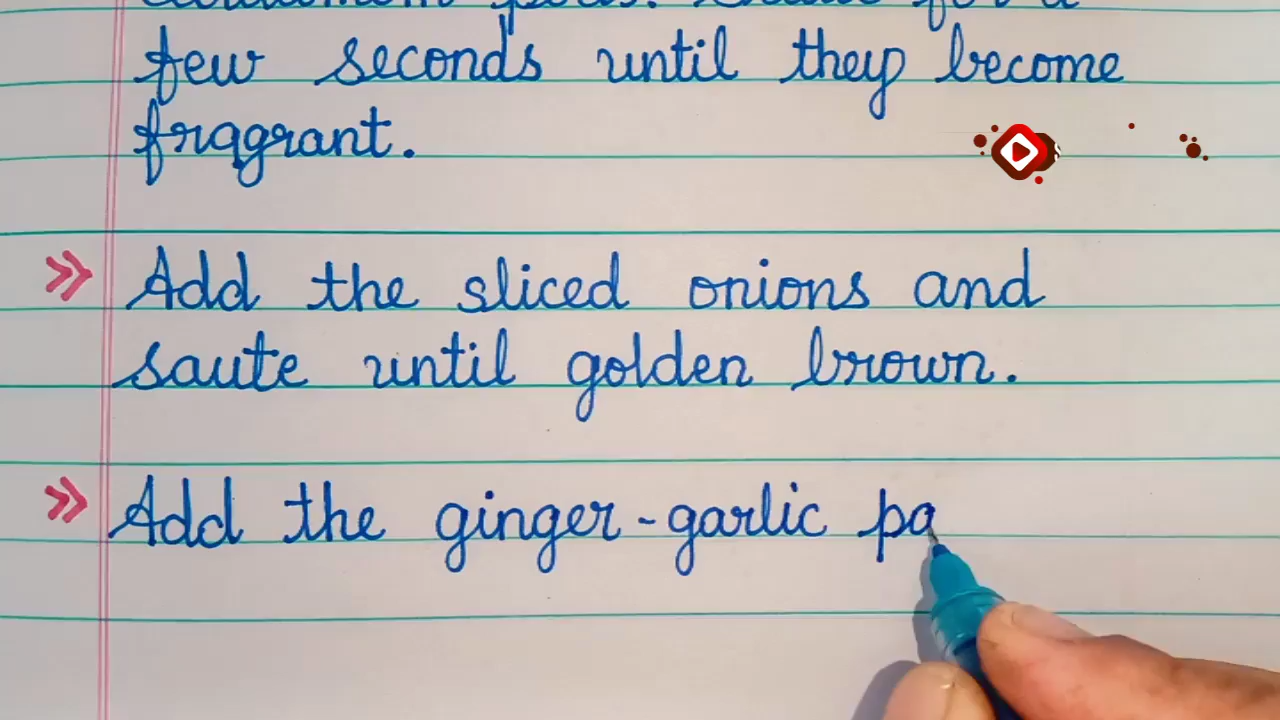 few seconds until they become
fragrant.
» Add the sliced onions and
saute until golden brown.
» Add the ginger-garlic pa